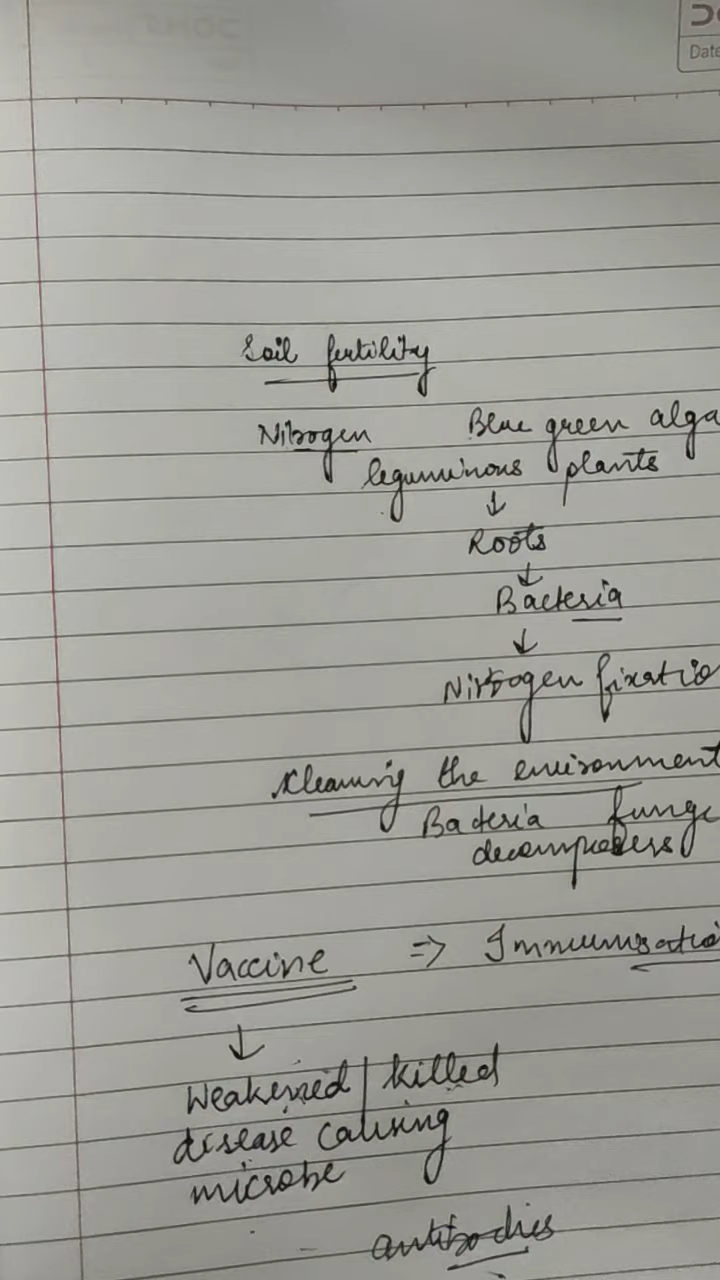 Date
Soil fertility
Nitrogen Blue green alga
leguminous plants
↓
Roots
↓
Bacteria
↓
Nitrogen fixatio
Cleaning the environment
Bacteria fungi
decomposers
Vaccine ⇒ Immunisatio
↓
Weakened / killed
disease causing
microbe
antibodies